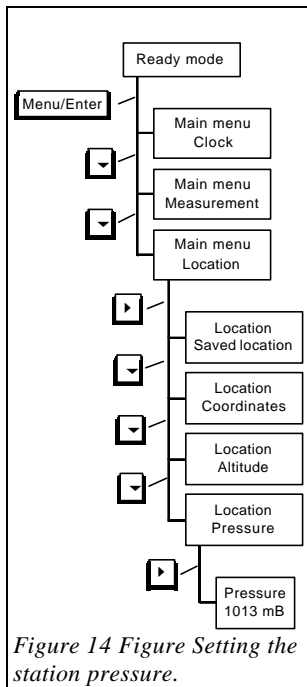 Ready mode
Menu/Enter
Main menu
Clock
Main menu
Measurement
Main menu
Location
Location
Saved location
Location
Coordinates
Location
Altitude
Location
Pressure
Pressure
1013 mB
Figure 14 Figure Setting the
station pressure.